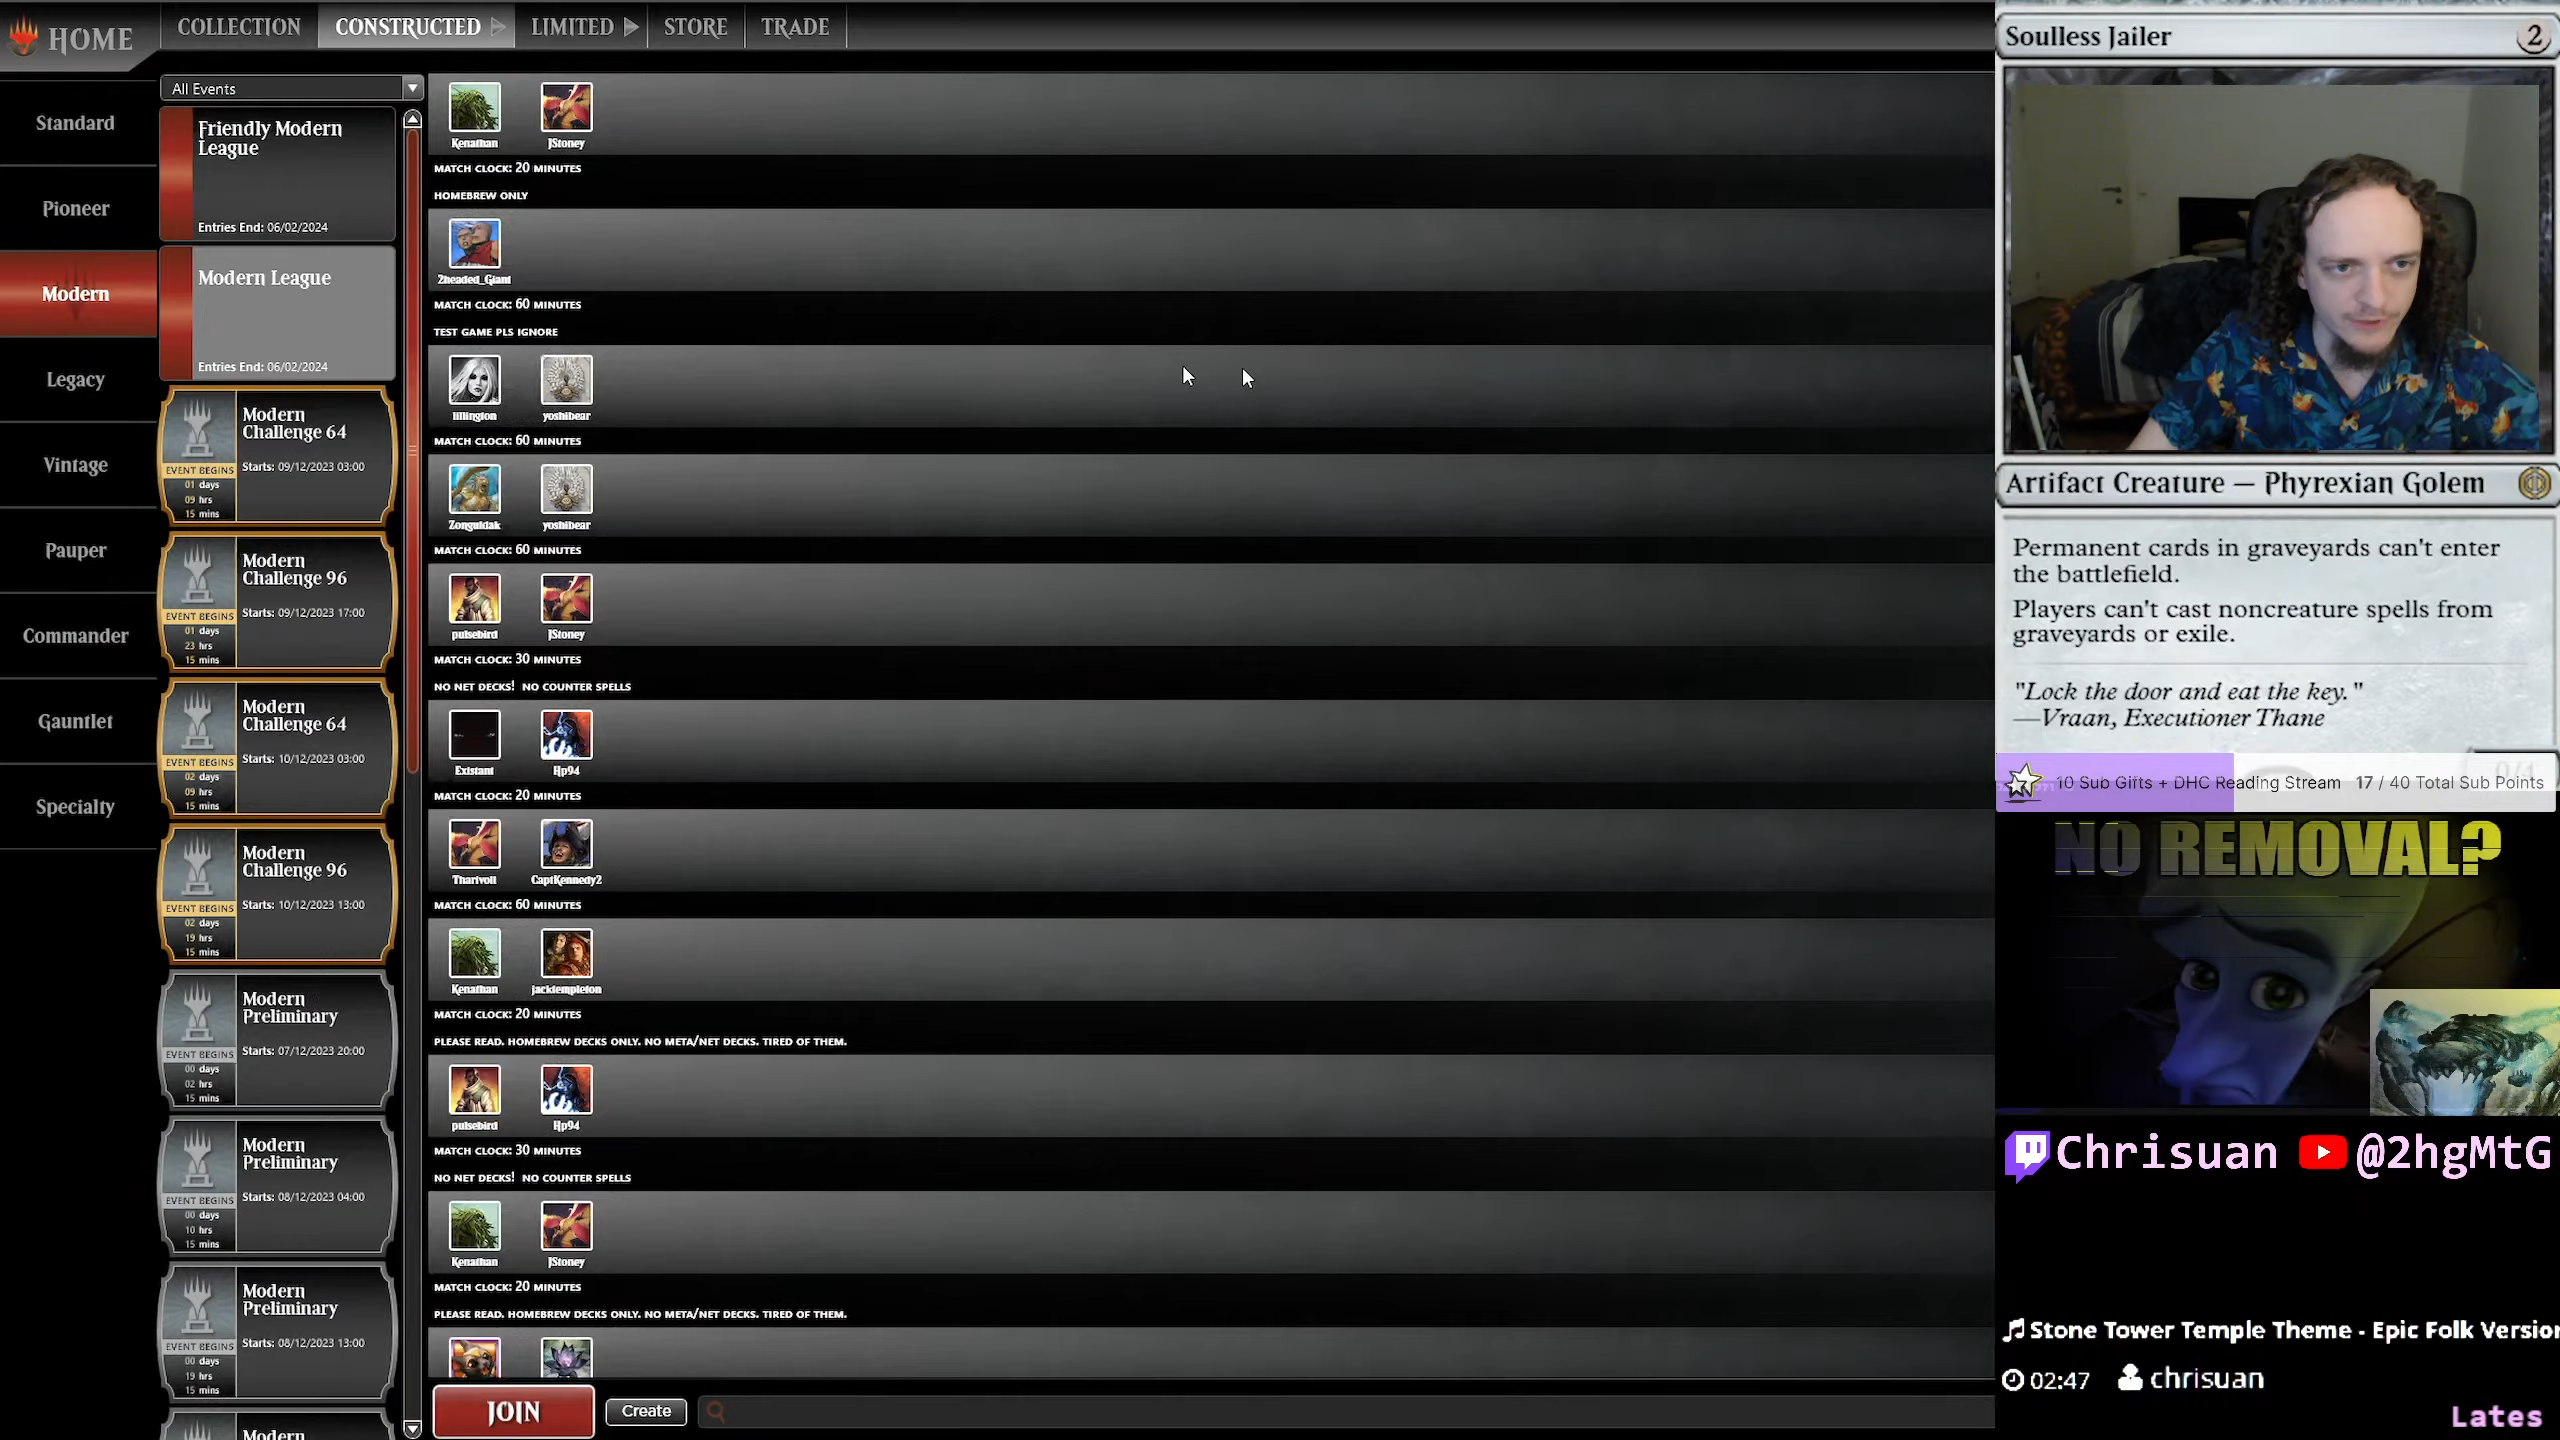 HOME
COLLECTION
CONSTRUCTED
LIMITED
STORE
TRADE
Standard
Pioneer
Modern
Legacy
Vintage
Pauper
Commander
Gauntlet
Specialty
All Events
Friendly Modern
League
Entries End: 06/02/2024
Modern League
Entries End: 06/02/2024
Modern
Challenge 64
Starts: 09/12/2023 03:00
EVENT BEGINS
01 days
09 hrs
15 mins
Modern
Challenge 96
Starts: 09/12/2023 17:00
EVENT BEGINS
01 days
23 hrs
15 mins
Modern
Challenge 64
Starts: 10/12/2023 03:00
EVENT BEGINS
02 days
09 hrs
15 mins
Modern
Challenge 96
Starts: 10/12/2023 13:00
EVENT BEGINS
02 days
19 hrs
15 mins
Modern
Preliminary
Starts: 07/12/2023 20:00
EVENT BEGINS
00 days
02 hrs
15 mins
Modern
Preliminary
Starts: 08/12/2023 04:00
EVENT BEGINS
00 days
10 hrs
15 mins
Modern
Preliminary
Starts: 08/12/2023 13:00
EVENT BEGINS
00 days
19 hrs
15 mins
Modern
Kenathan JStoney
MATCH CLOCK: 20 MINUTES
HOMEBREW ONLY
2headed_Giant
MATCH CLOCK: 60 MINUTES
TEST GAME PLS IGNORE
lillington yoshibear
MATCH CLOCK: 60 MINUTES
Zonguldak yoshibear
MATCH CLOCK: 60 MINUTES
pulsebird JStoney
MATCH CLOCK: 30 MINUTES
NO NET DECKS! NO COUNTER SPELLS
Existant Hp94
MATCH CLOCK: 20 MINUTES
Tharivoll CaptKennedy2
MATCH CLOCK: 60 MINUTES
Kenathan jacktempleton
MATCH CLOCK: 20 MINUTES
PLEASE READ. HOMEBREW DECKS ONLY. NO META/NET DECKS. TIRED OF THEM.
pulsebird Hp94
MATCH CLOCK: 30 MINUTES
NO NET DECKS! NO COUNTER SPELLS
Kenathan JStoney
MATCH CLOCK: 20 MINUTES
PLEASE READ. HOMEBREW DECKS ONLY. NO META/NET DECKS. TIRED OF THEM.
JOIN
Create
Soulless Jailer 2
Artifact Creature — Phyrexian Golem
Permanent cards in graveyards can't enter
the battlefield.
Players can't cast noncreature spells from
graveyards or exile.
"Lock the door and eat the key."
—Vraan, Executioner Thane
0/4
10 Sub Gifts + DHC Reading Stream 17 / 40 Total Sub Points
NO REMOVAL?
Chrisuan @2hgMtG
Stone Tower Temple Theme - Epic Folk Version
02:47 chrisuan
Lates